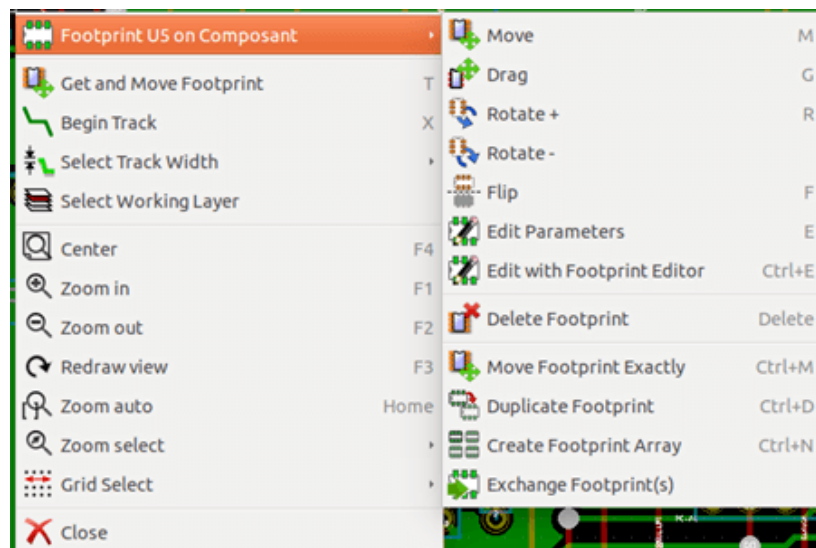 Footprint U5 on Composant
Get and Move Footprint T
Begin Track X
Select Track Width
Select Working Layer
Center F4
Zoom in F1
Zoom out F2
Redraw view F3
Zoom auto Home
Zoom select
Grid Select
Close
Move M
Drag G
Rotate + R
Rotate -
Flip F
Edit Parameters E
Edit with Footprint Editor Ctrl+E
Delete Footprint Delete
Move Footprint Exactly Ctrl+M
Duplicate Footprint Ctrl+D
Create Footprint Array Ctrl+N
Exchange Footprint(s)